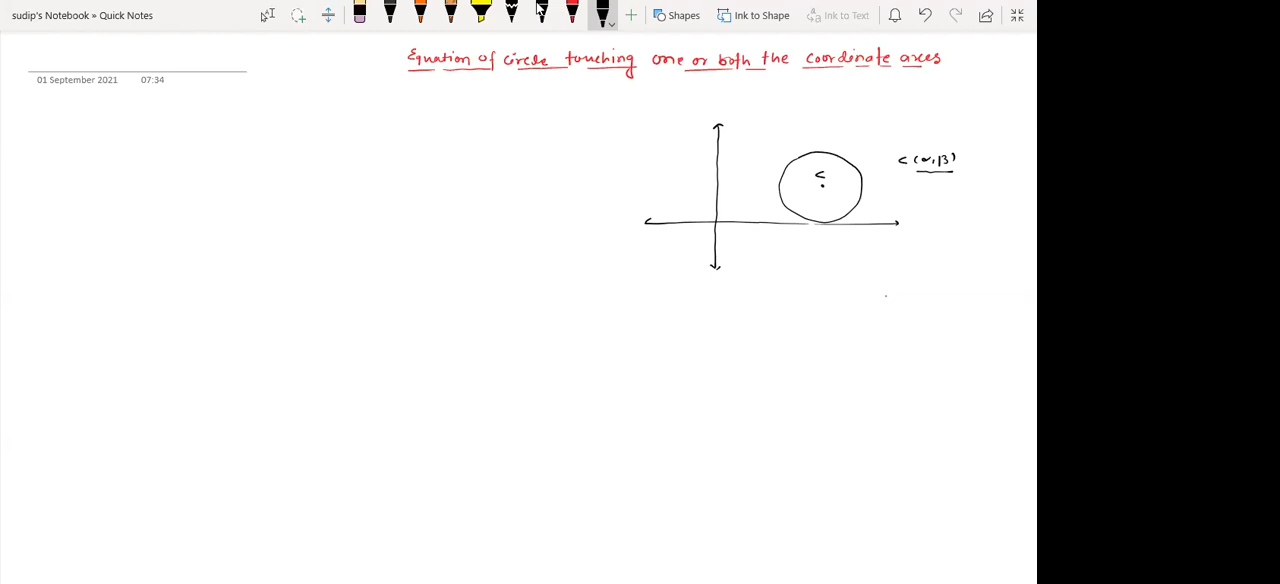 sudip's Notebook » Quick Notes
Shapes
Ink to Shape
Ink to Text
Equation of circle touching one or both the coordinate axes
01 September 2021 07:34
C (α, β)
C